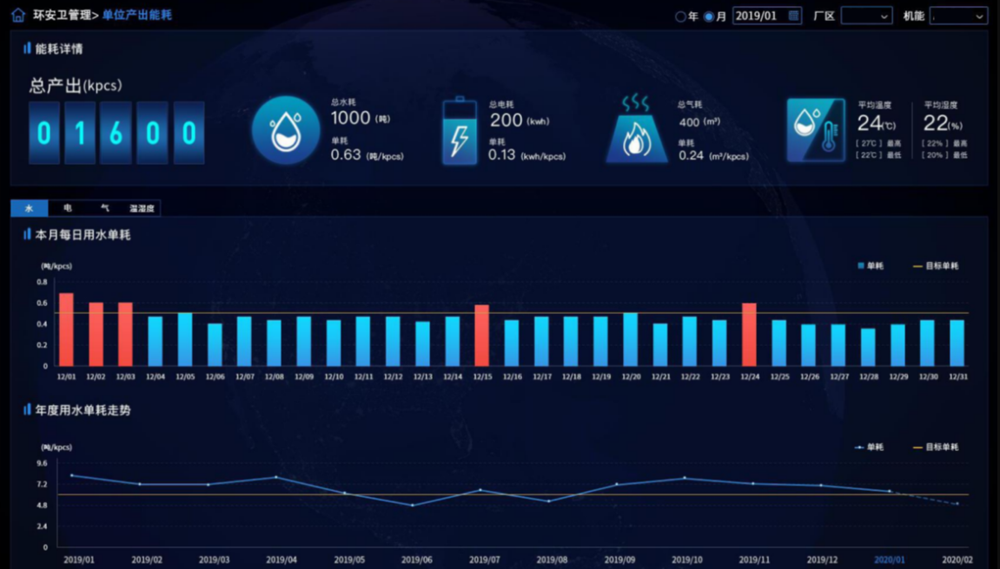 环安卫管理> 单位产出能耗
年 月 2019/01 厂区 机能
能耗详情
总产出(kpcs)
0 1 6 0 0
总水耗
1000 (吨)
单耗
0.63 (吨/kpcs)
总电耗
200 (kwh)
单耗
0.13 (kwh/kpcs)
总气耗
400 (m³)
单耗
0.24 (m³/kpcs)
平均温度
24(℃)
[ 27℃ ] 最高
[ 22℃ ] 最低
平均湿度
22(%)
[ 22% ] 最高
[ 20% ] 最低
水 电 气 温湿度
本月每日用水单耗
(吨/kpcs)
单耗 目标单耗
0.8
0.6
0.4
0.2
0
12/01 12/02 12/03 12/04 12/05 12/06 12/07 12/08 12/09 12/10 12/11 12/12 12/13 12/14 12/15 12/16 12/17 12/18 12/19 12/20 12/21 12/22 12/23 12/24 12/25 12/26 12/27 12/28 12/29 12/30 12/31
年度用水单耗走势
(吨/kpcs)
单耗 目标单耗
9.6
7.2
4.8
2.4
0
2019/01 2019/02 2019/03 2019/04 2019/05 2019/06 2019/07 2019/08 2019/09 2019/10 2019/11 2019/12 2020/01 2020/02